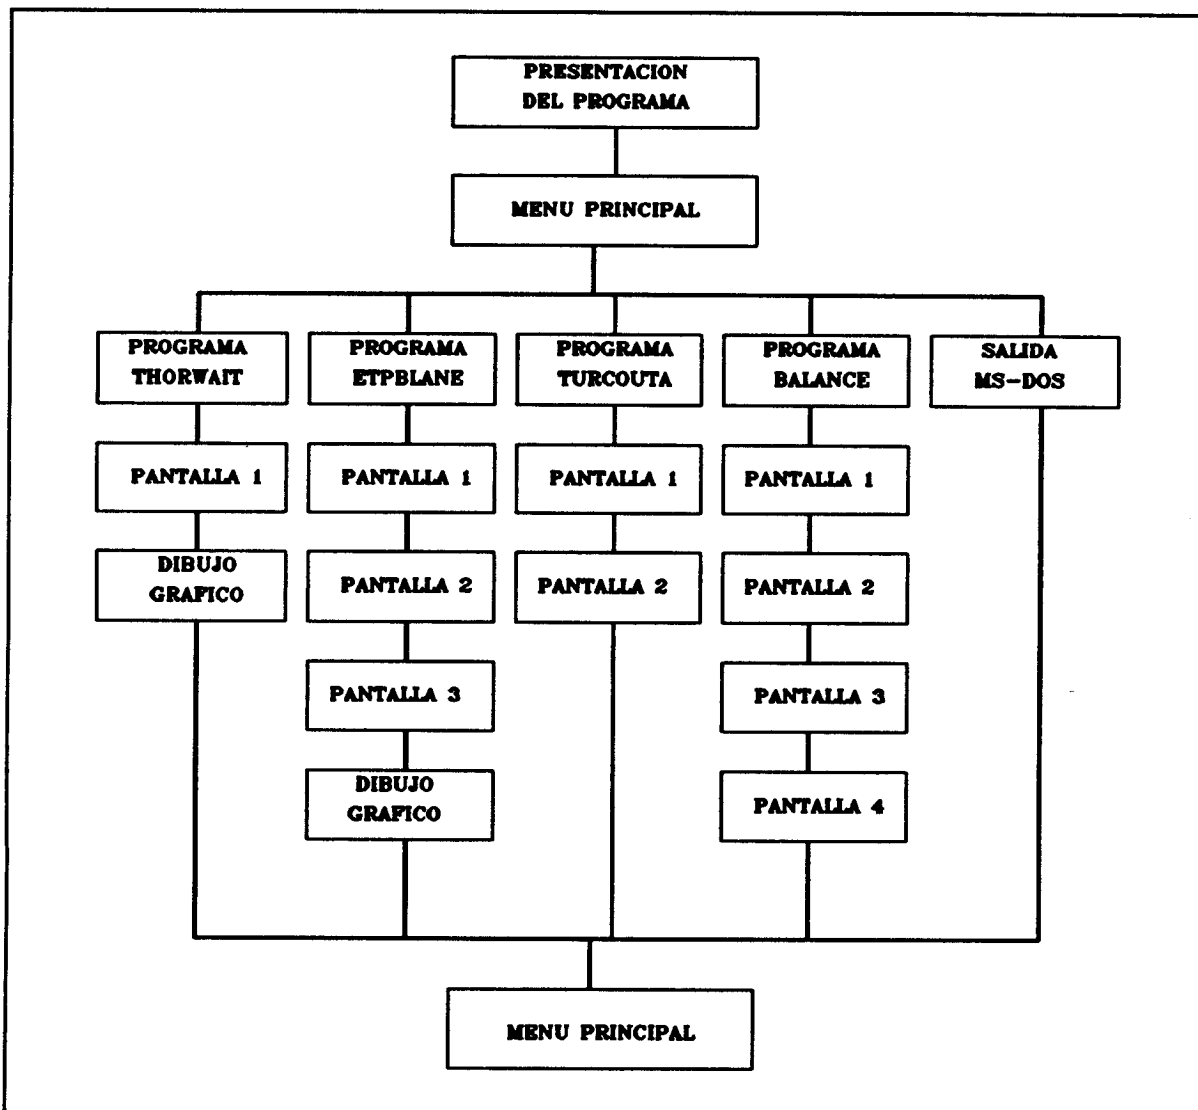 PRESENTACION
DEL PROGRAMA
MENU PRINCIPAL
PROGRAMA
THORWAIT
PROGRAMA
ETPBLANE
PROGRAMA
TURCOUTA
PROGRAMA
BALANCE
SALIDA
MS-DOS
PANTALLA 1
PANTALLA 1
PANTALLA 1
PANTALLA 1
DIBUJO
GRAFICO
PANTALLA 2
PANTALLA 2
PANTALLA 2
PANTALLA 3
PANTALLA 3
DIBUJO
GRAFICO
PANTALLA 4
MENU PRINCIPAL